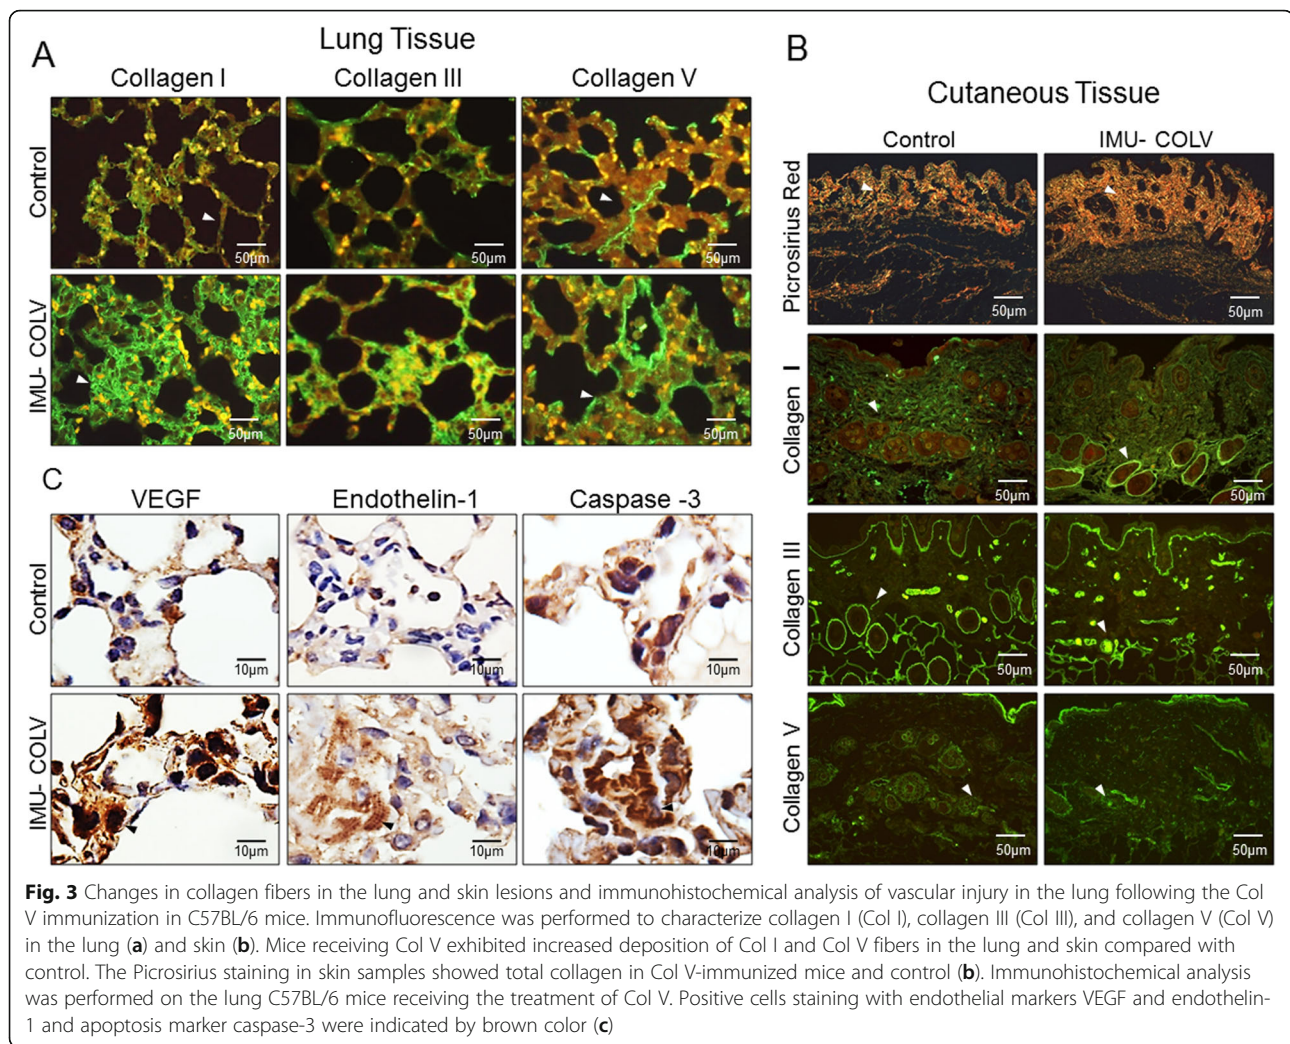 A
Lung Tissue
Collagen I
Collagen III
Collagen V
Control
50µm
50µm
50µm
IMU- COLV
50µm
50µm
50µm
B
Cutaneous Tissue
Control
IMU- COLV
Picrosirius Red
50µm
50µm
Collagen I
50µm
50µm
Collagen III
50µm
50µm
Collagen V
50µm
50µm
C
VEGF
Endothelin-1
Caspase -3
Control
10µm
10µm
10µm
IMU- COLV
10µm
10µm
10µm
Fig. 3 Changes in collagen fibers in the lung and skin lesions and immunohistochemical analysis of vascular injury in the lung following the Col
V immunization in C57BL/6 mice. Immunofluorescence was performed to characterize collagen I (Col I), collagen III (Col III), and collagen V (Col V)
in the lung (a) and skin (b). Mice receiving Col V exhibited increased deposition of Col I and Col V fibers in the lung and skin compared with
control. The Picrosirius staining in skin samples showed total collagen in Col V-immunized mice and control (b). Immunohistochemical analysis
was performed on the lung C57BL/6 mice receiving the treatment of Col V. Positive cells staining with endothelial markers VEGF and endothelin-
1 and apoptosis marker caspase-3 were indicated by brown color (c)